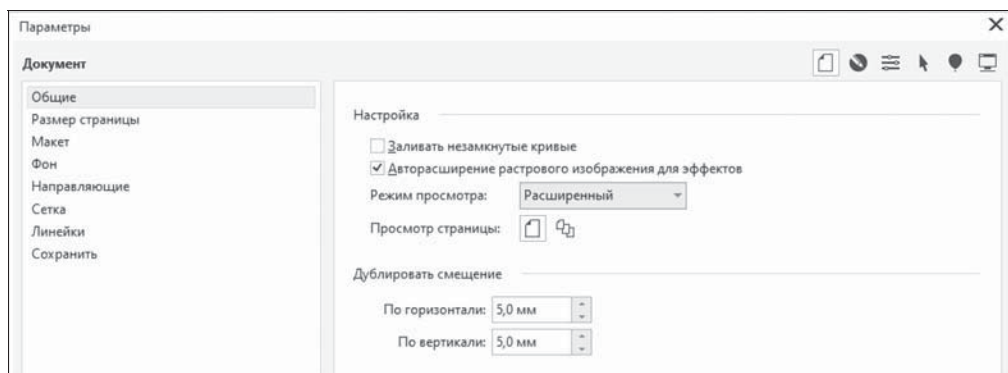 Параметры
Документ
Общие
Размер страницы
Макет
Фон
Направляющие
Сетка
Линейки
Сохранить
Настройка
Заливать незамкнутые кривые
Авторасширение растрового изображения для эффектов
Режим просмотра: Расширенный
Просмотр страницы:
Дублировать смещение
По горизонтали: 5,0 мм
По вертикали: 5,0 мм